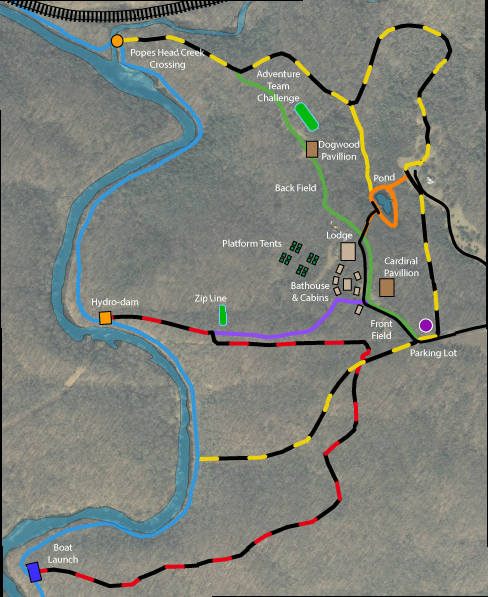 Popes Head Creek
Crossing
Adventure
Team
Challenge
Dogwood
Pavillion
Pond
Back Field
Lodge
Platform Tents
Cardiral
Pavillion
Bathouse
& Cabins
Zip Line
Hydro-dam
Front
Field
Parking Lot
Boat
Launch